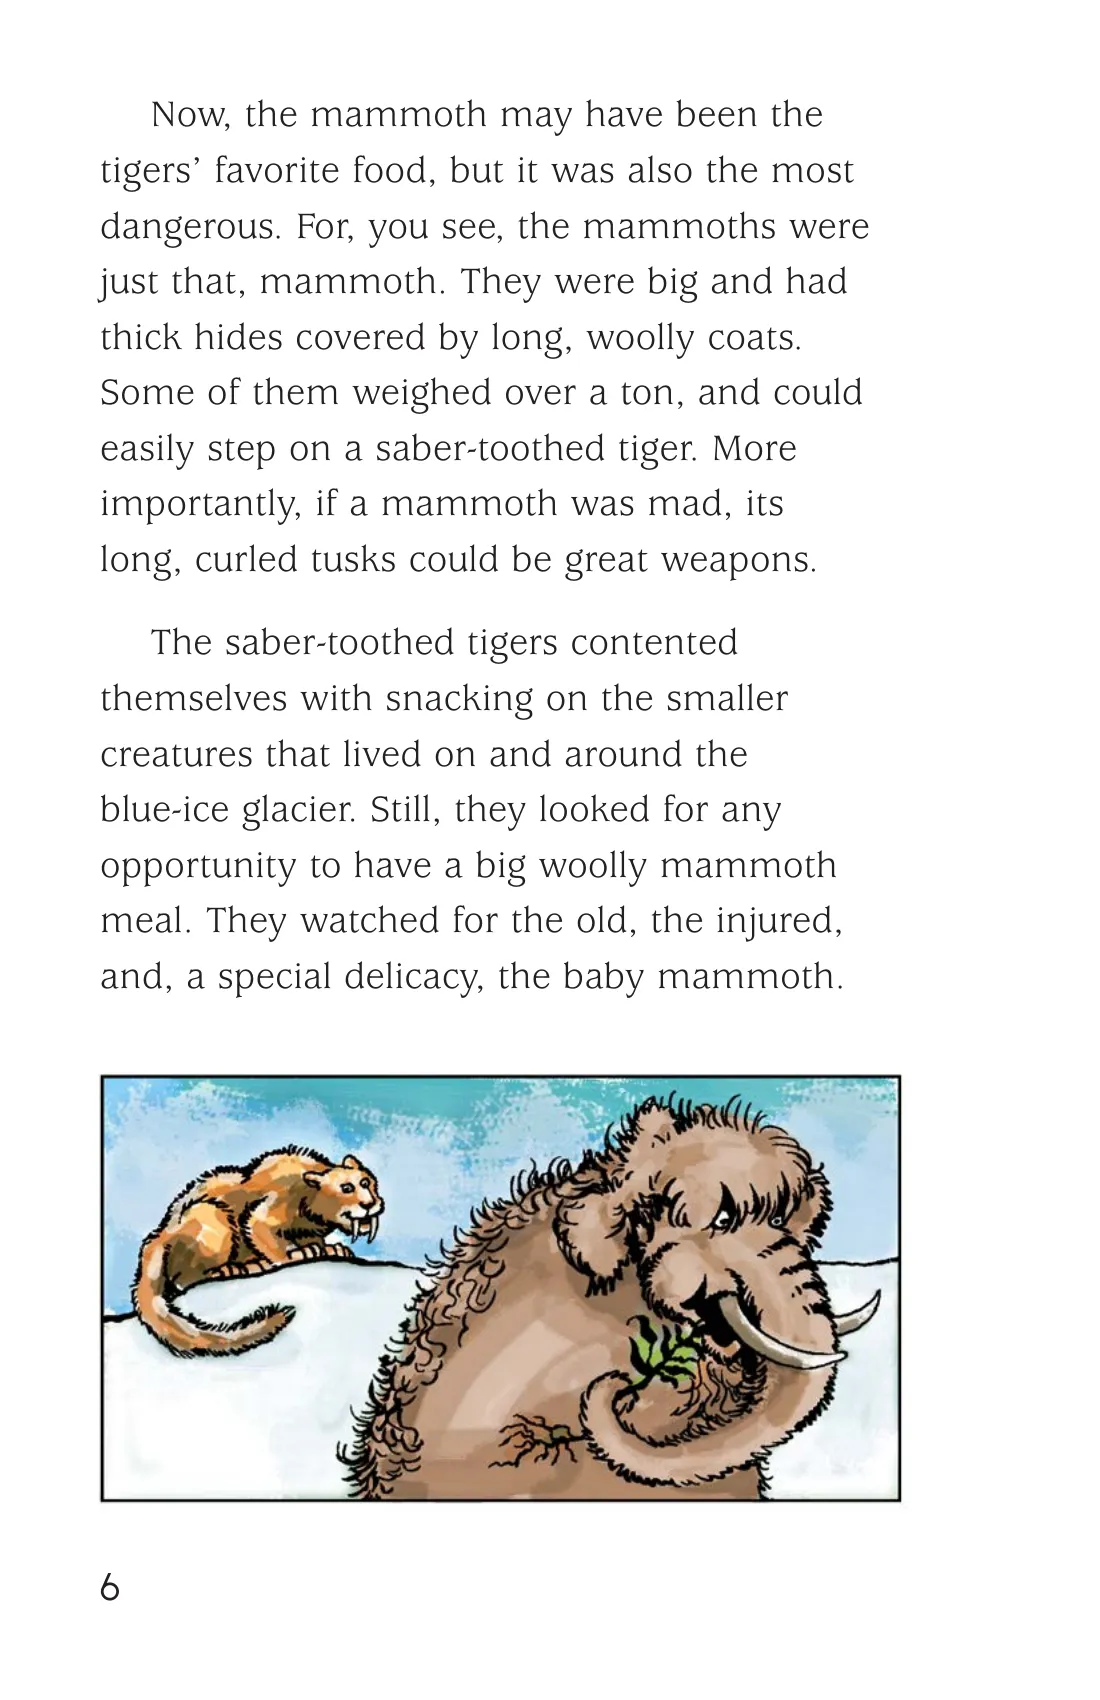 Now, the mammoth may have been the
tigers’ favorite food, but it was also the most
dangerous. For, you see, the mammoths were
just that, mammoth. They were big and had
thick hides covered by long, woolly coats.
Some of them weighed over a ton, and could
easily step on a saber-toothed tiger. More
importantly, if a mammoth was mad, its
long, curled tusks could be great weapons.
The saber-toothed tigers contented
themselves with snacking on the smaller
creatures that lived on and around the
blue-ice glacier. Still, they looked for any
opportunity to have a big woolly mammoth
meal. They watched for the old, the injured,
and, a special delicacy, the baby mammoth.
6